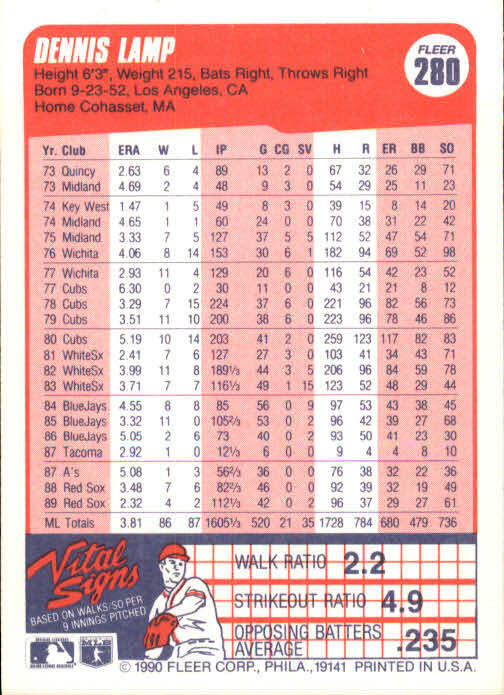 DENNIS LAMP
FLEER
280
Height 6'3", Weight 215, Bats Right, Throws Right
Born 9-23-52, Los Angeles, CA
Home Cohasset, MA
Yr. Club ERA W L IP G CG SV H R ER BB SO
73 Quincy 2.63 6 4 89 13 2 0 67 32 26 29 71
73 Midland 4.69 2 4 48 9 3 0 54 29 25 11 23
74 Key West 1.47 1 5 49 8 3 0 39 15 8 14 20
74 Midland 4.65 1 1 60 24 0 0 70 38 31 22 42
75 Midland 3.33 7 5 127 37 5 5 112 52 47 54 71
76 Wichita 4.06 8 14 153 30 6 1 182 94 69 52 98
77 Wichita 2.93 11 4 129 20 6 0 116 54 42 23 52
77 Cubs 6.30 0 2 30 11 0 0 43 21 21 8 12
78 Cubs 3.29 7 15 224 37 6 0 221 96 82 56 73
79 Cubs 3.51 11 10 200 38 6 0 223 96 78 46 86
80 Cubs 5.19 10 14 203 41 2 0 259 123 117 82 83
81 WhiteSx 2.41 7 6 127 27 3 0 103 41 34 43 71
82 WhiteSx 3.99 11 8 189⅓ 44 3 5 206 96 84 59 78
83 WhiteSx 3.71 7 7 116⅓ 49 1 15 123 52 48 29 44
84 BlueJays 4.55 8 8 85 56 0 9 97 53 43 38 45
85 BlueJays 3.32 11 0 105⅔ 53 0 2 96 42 39 27 68
86 BlueJays 5.05 2 6 73 40 0 2 93 50 41 23 30
87 Tacoma 2.92 1 0 12⅓ 6 0 0 9 4 4 8 10
87 A's 5.08 1 3 56⅔ 36 0 0 76 38 32 22 36
88 Red Sox 3.48 7 6 82⅔ 46 0 0 92 39 32 19 49
89 Red Sox 2.32 4 2 112⅓ 42 0 2 96 37 29 27 61
ML Totals 3.81 86 87 1605⅓ 520 21 35 1728 784 680 479 736
Vital
Signs
BASED ON WALKS/SO PER
9 INNINGS PITCHED
WALK RATIO 2.2
STRIKEOUT RATIO 4.9
OPPOSING BATTERS
AVERAGE .235
© 1990 FLEER CORP., PHILA., 19141 PRINTED IN U.S.A.